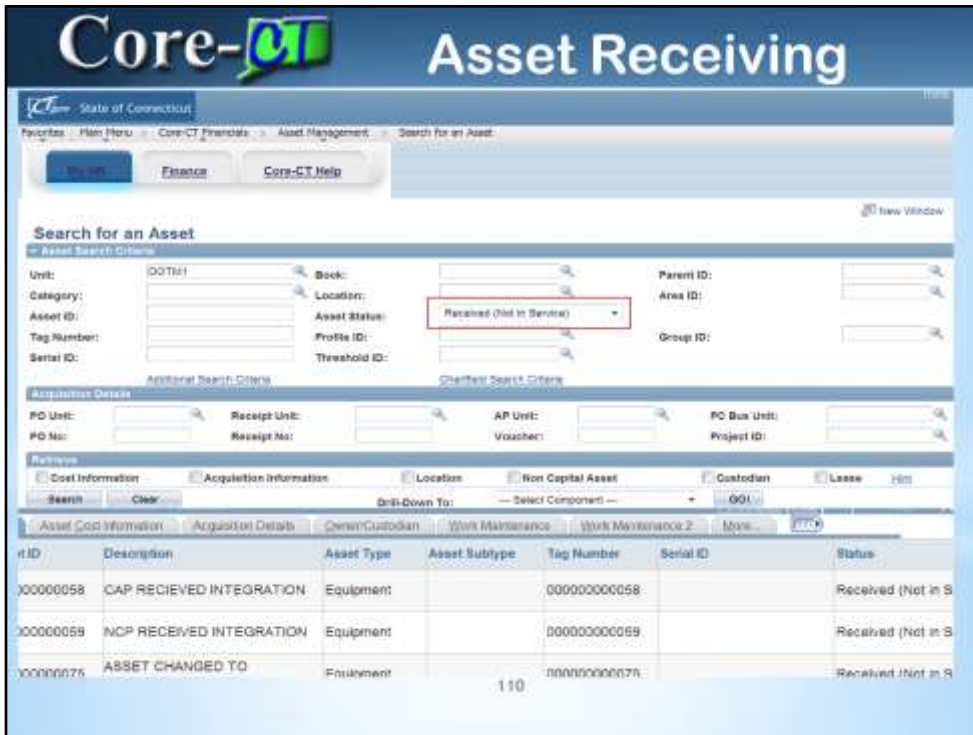 Core-CT Asset Receiving
Core State of Connecticut
Favorites Main Menu > Core-CT Financials > Asset Management > Search for an Asset
My HR Finance Core-CT Help
New Window
Search for an Asset
Asset Search Criteria
Unit: DOTM1 Book: Parent ID:
Category: Location: Area ID:
Asset ID: Asset Status: Received (Not in Service)
Tag Number: Profile ID: Group ID:
Serial ID: Threshold ID:
Additional Search Criteria Chartfield Search Criteria
Acquisition Details
PO Unit: Receipt Unit: AP Unit: PC Bus Unit:
PO No: Receipt No: Voucher: Project ID:
Retrieve
Cost Information Acquisition Information Location Non Capital Asset Custodian Lease Hint
Search Clear Drill-Down To: --- Select Component --- GO!
Asset Cost Information Acquisition Details Owner/Custodian Work Maintenance Work Maintenance 2 More...
t ID Description Asset Type Asset Subtype Tag Number Serial ID Status
000000058 CAP RECIEVED INTEGRATION Equipment 000000000058 Received (Not in S
000000059 NCP RECEIVED INTEGRATION Equipment 000000000059 Received (Not in S
000000075 ASSET CHANGED TO Equipment 000000000075 Received (Not in S
110